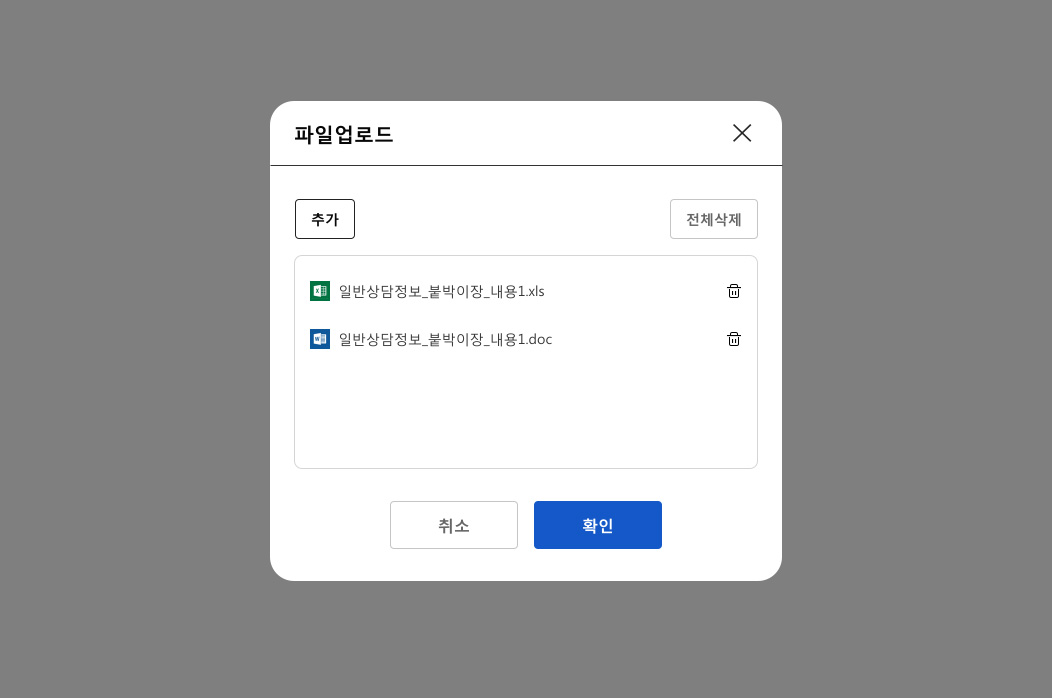 파일업로드
추가
전체삭제
일반상담정보_붙박이장_내용1.xls
일반상담정보_붙박이장_내용1.doc
취소
확인